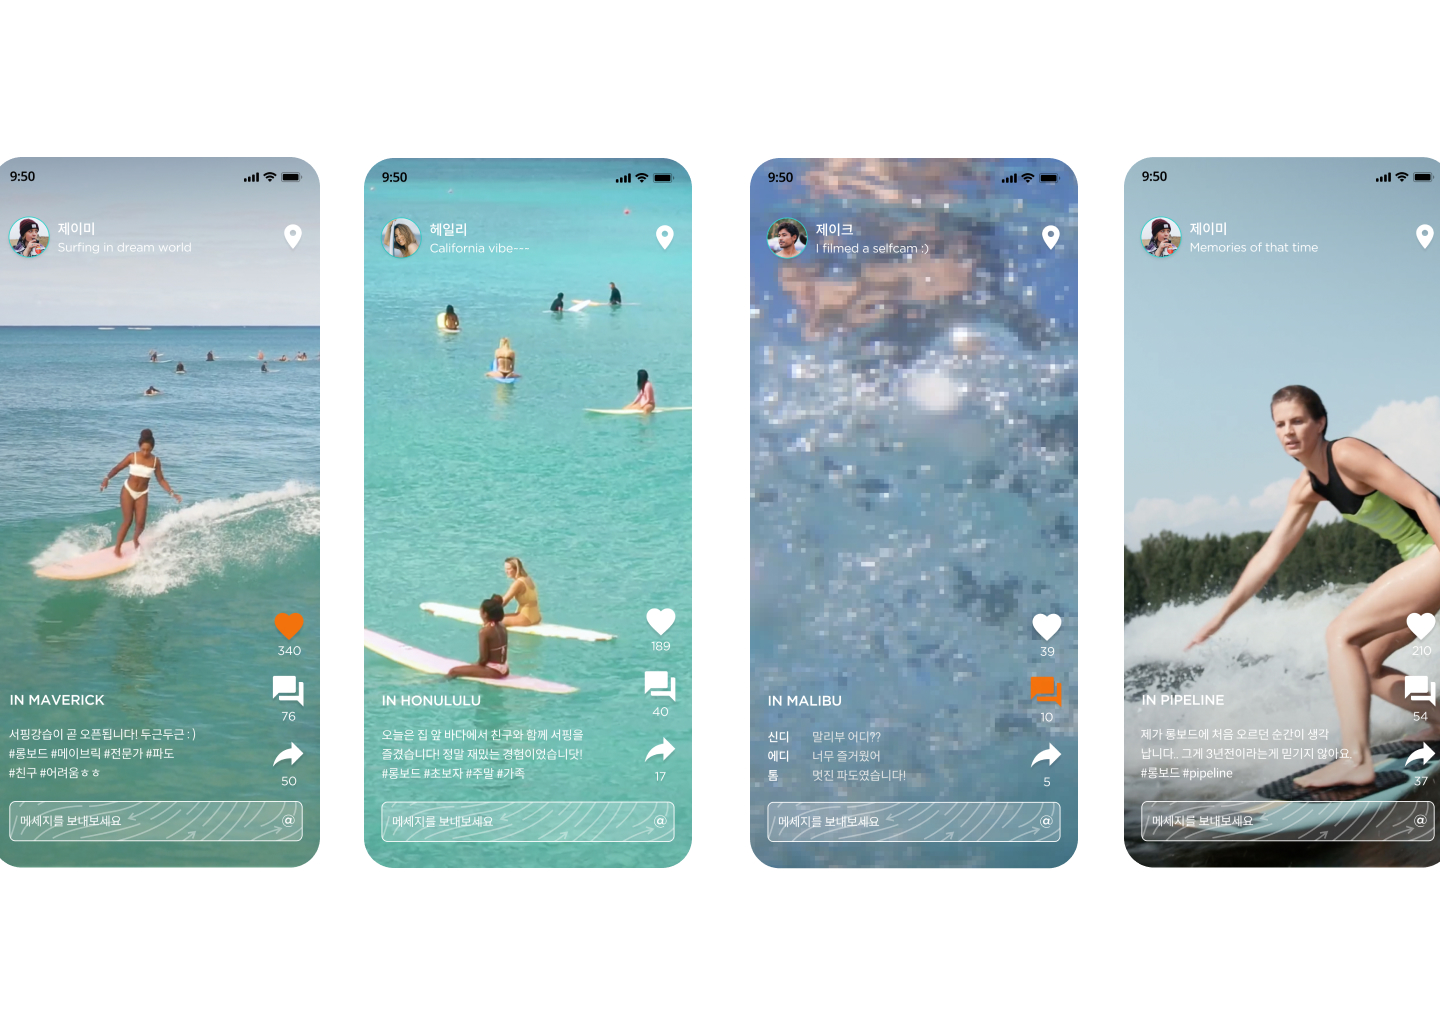 9:50
제이미
Surfing in dream world
340
76
IN MAVERICK
서핑강습이 곧 오픈됩니다! 두근두근 : )
#롱보드 #메이브릭 #전문가 #파도
#친구 #어려움ㅎㅎ
50
메세지를 보내보세요
@
9:50
헤일리
California vibe~~~
189
40
IN HONULULU
오늘은 집 앞 바다에서 친구와 함께 서핑을
즐겼습니다! 정말 재밌는 경험이었습니닷!
#롱보드 #초보자 #주말 #가족
17
메세지를 보내보세요
@
9:50
제이크
I filmed a selfcam :)
39
10
IN MALIBU
신디 말리부 어디??
에디 너무 즐거웠어
톰 멋진 파도였습니다!
5
메세지를 보내보세요
@
9:50
제이미
Memories of that time
210
54
IN PIPELINE
제가 롱보드에 처음 오르던 순간이 생각
납니다.. 그게 3년전이라는게 믿기지 않아요.
#롱보드 #pipeline
37
메세지를 보내보세요
@